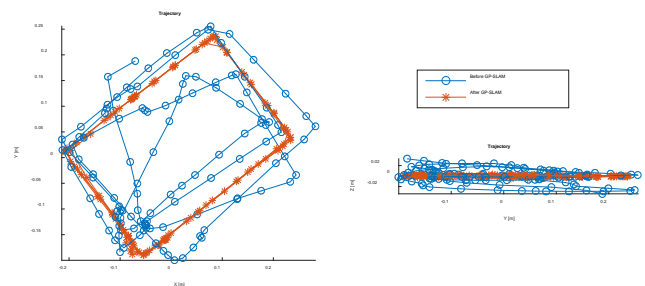 Trajectory
0.25
0.2
0.15
0.1
0.05
0
-0.05
-0.1
-0.15
-0.2
-0.1
0
0.1
0.2
X [m]
Y [m]
Before GP-SLAM
After GP-SLAM
Trajectory
0.02
0
-0.02
Z [m]
-0.1
0
0.1
0.2
Y [m]